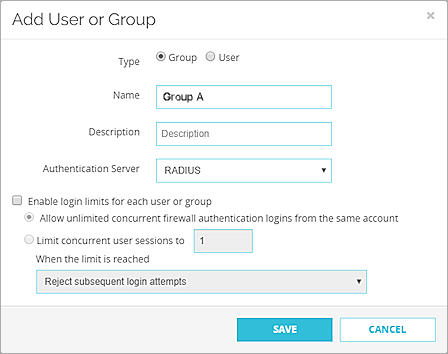 Add User or Group
×
Type Group User
Name Group A
Description Description
Authentication Server RADIUS
Enable login limits for each user or group
Allow unlimited concurrent firewall authentication logins from the same account
Limit concurrent user sessions to 1
When the limit is reached
Reject subsequent login attempts
SAVE CANCEL